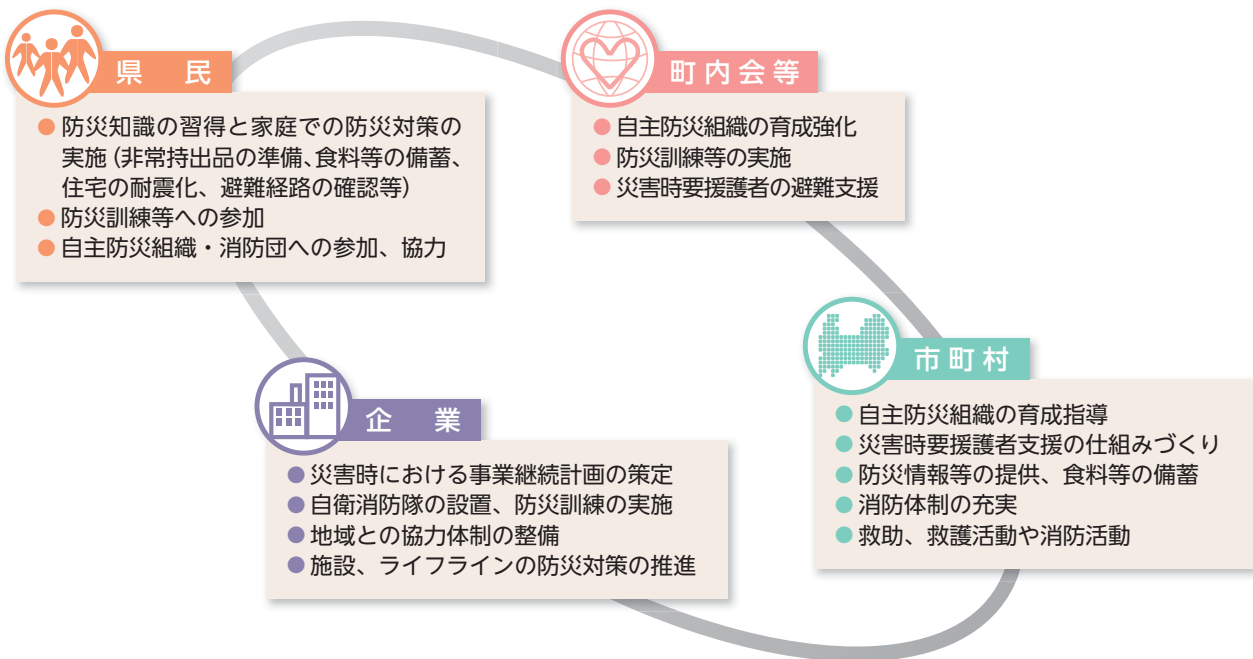 県 民
防災知識の習得と家庭での防災対策の
実施（非常持出品の準備、食料等の備蓄、
住宅の耐震化、避難経路の確認等）
防災訓練等への参加
自主防災組織・消防団への参加、協力
町内会等
自主防災組織の育成強化
防災訓練等の実施
災害時要援護者の避難支援
市町村
自主防災組織の育成指導
災害時要援護者支援の仕組みづくり
防災情報等の提供、食料等の備蓄
消防体制の充実
救助、救護活動や消防活動
企 業
災害時における事業継続計画の策定
自衛消防隊の設置、防災訓練の実施
地域との協力体制の整備
施設、ライフラインの防災対策の推進